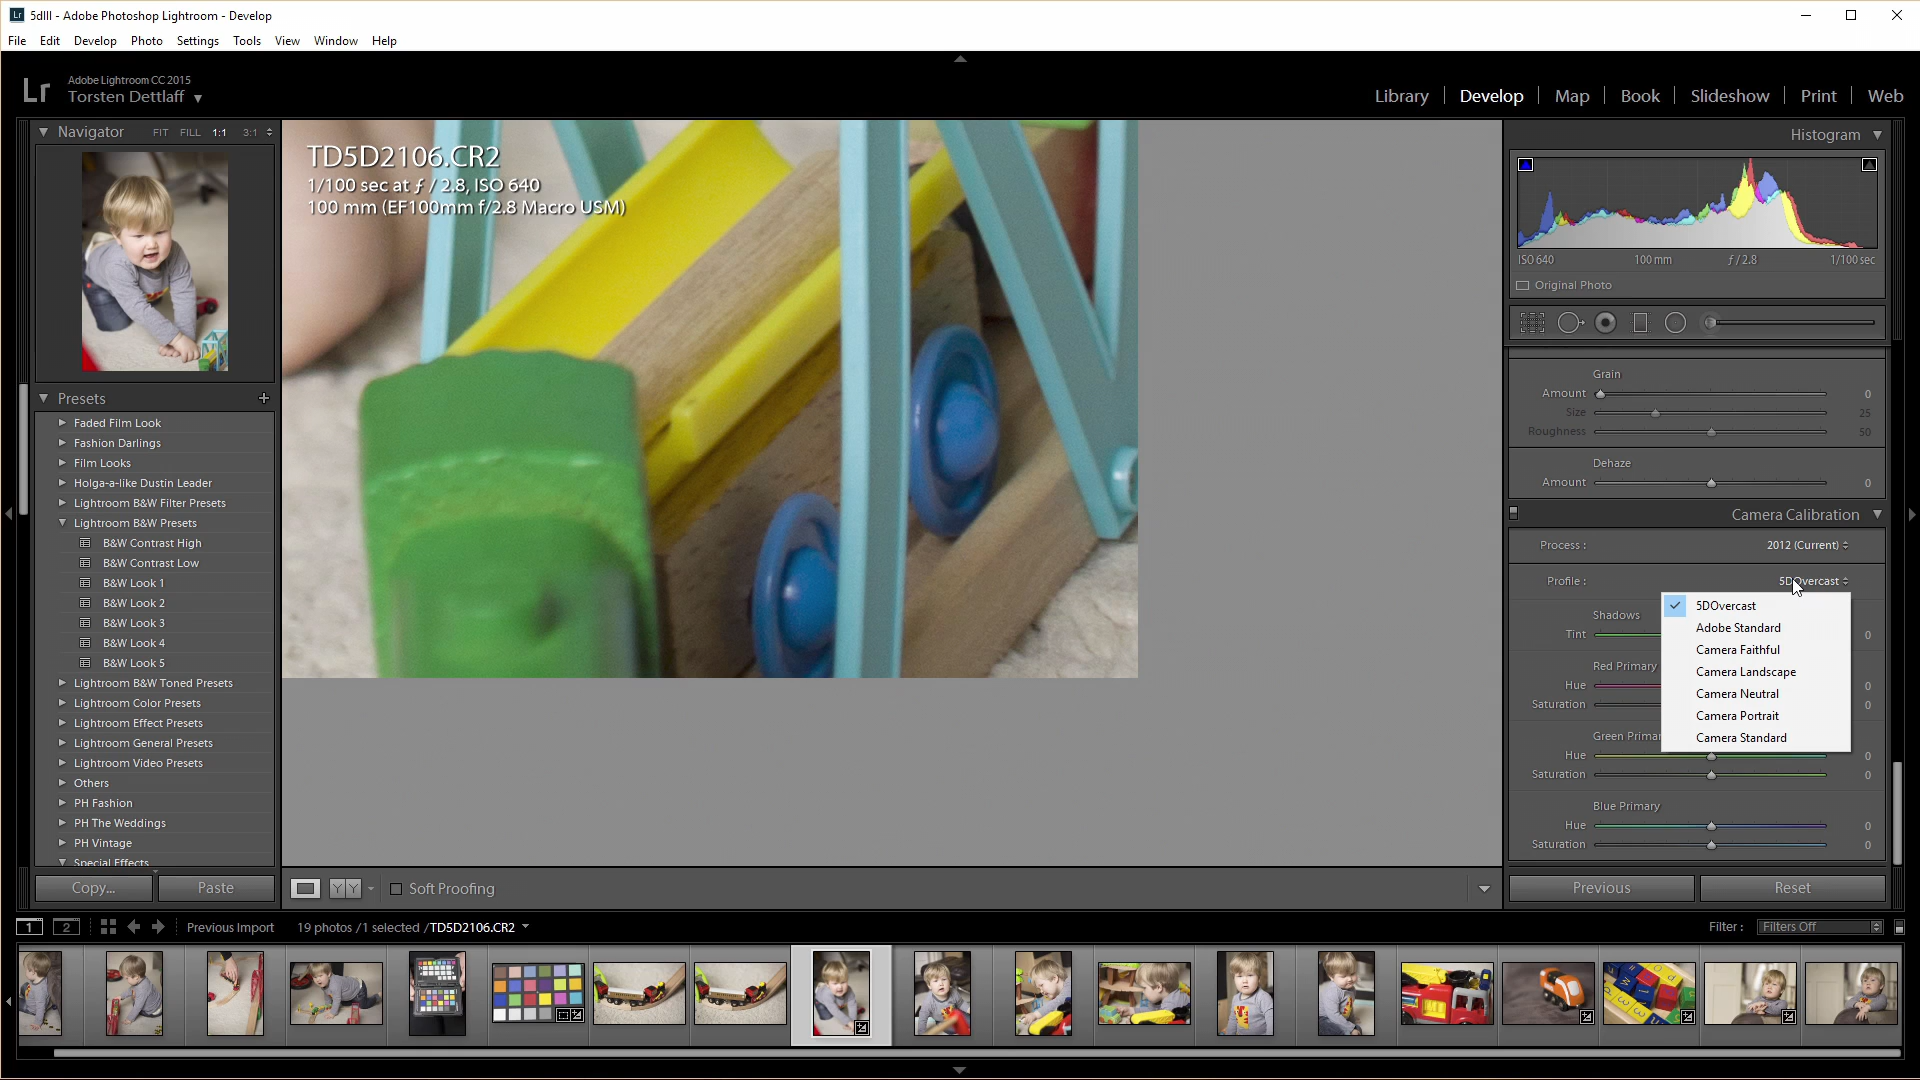 5dIII - Adobe Photoshop Lightroom - Develop
File Edit Develop Photo Settings Tools View Window Help
Lr Adobe Lightroom CC 2015
Torsten Dettlaff
Library Develop Map Book Slideshow Print Web
Navigator FIT FILL 1:1 3:1
TD5D2106.CR2
1/100 sec at ƒ / 2.8, ISO 640
100 mm (EF100mm f/2.8 Macro USM)
Presets +
Faded Film Look
Fashion Darlings
Film Looks
Holga-a-like Dustin Leader
Lightroom B&W Filter Presets
Lightroom B&W Presets
B&W Contrast High
B&W Contrast Low
B&W Look 1
B&W Look 2
B&W Look 3
B&W Look 4
B&W Look 5
Lightroom B&W Toned Presets
Lightroom Color Presets
Lightroom Effect Presets
Lightroom General Presets
Lightroom Video Presets
Others
PH Fashion
PH The Weddings
PH Vintage
Special Effects
Copy... Paste
Soft Proofing
Histogram
ISO 640 100 mm ƒ / 2.8 1/100 sec
Original Photo
Grain
Amount 0
Size 25
Roughness 50
Dehaze
Amount 0
Camera Calibration
Process : 2012 (Current)
Profile : 5DOvercast
5DOvercast
Adobe Standard
Camera Faithful
Camera Landscape
Camera Neutral
Camera Portrait
Camera Standard
Shadows
Tint 0
Red Primary
Hue 0
Saturation 0
Green Primary
Hue 0
Saturation 0
Blue Primary
Hue 0
Saturation 0
Previous Reset
1 2 Previous Import 19 photos / 1 selected / TD5D2106.CR2 Filter : Filters Off